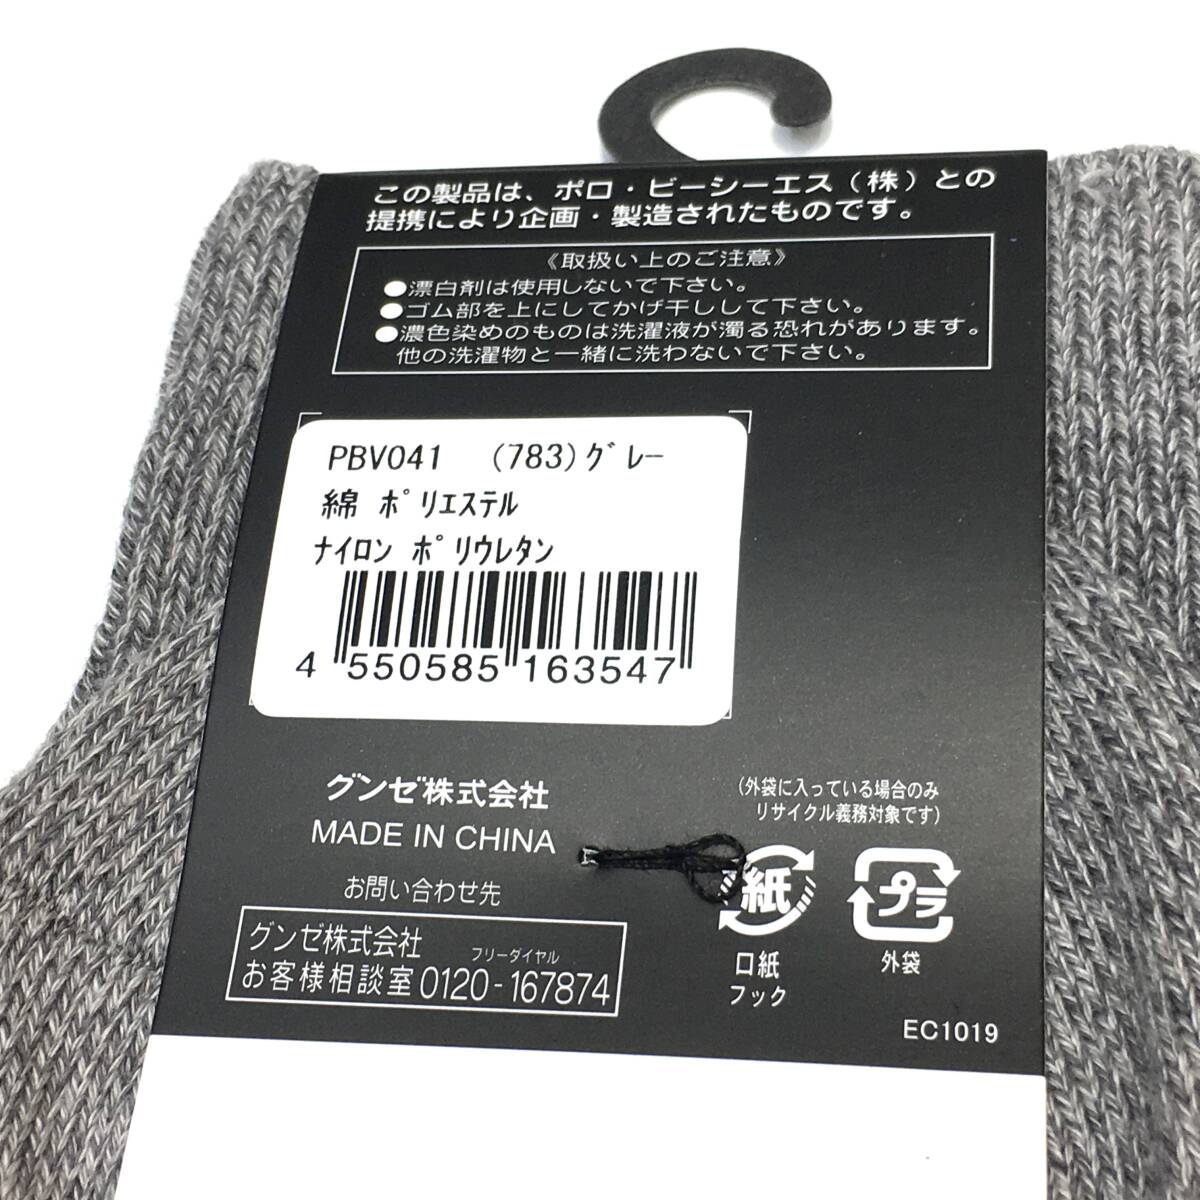 この製品は、ポロ・ビーシーエス(株)との
提携により企画・製造されたものです。
《取扱い上のご注意》
●漂白剤は使用しないで下さい。
●ゴム部を上にしてかげ干しして下さい。
●濃色染めのものは洗濯液が濁る恐れがあります。
他の洗濯物と一緒に洗わないで下さい。
PBV041 (783)グレー
綿 ポリエステル
ナイロン ポリウレタン
4 550585 163547
グンゼ株式会社
MADE IN CHINA
お問い合わせ先
グンゼ株式会社
フリーダイヤル
お客様相談室 0120-167874
(外袋に入っている場合のみ
リサイクル義務対象です)
紙
口紙
フック
プラ
外袋
EC1019